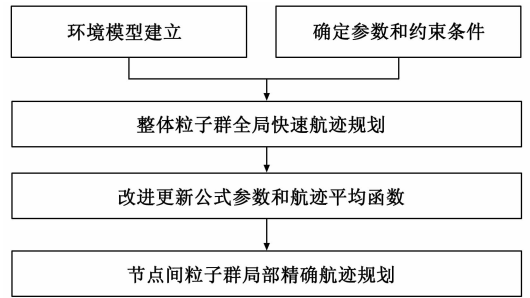 环境模型建立
确定参数和约束条件
整体粒子群全局快速航迹规划
改进更新公式参数和航迹平均函数
节点间粒子群局部精确航迹规划